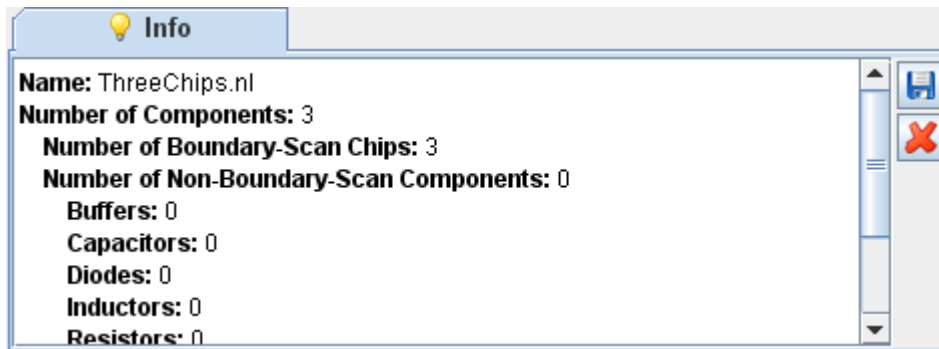 Info
Name: ThreeChips.nl
Number of Components: 3
Number of Boundary-Scan Chips: 3
Number of Non-Boundary-Scan Components: 0
Buffers: 0
Capacitors: 0
Diodes: 0
Inductors: 0
Resistors: 0